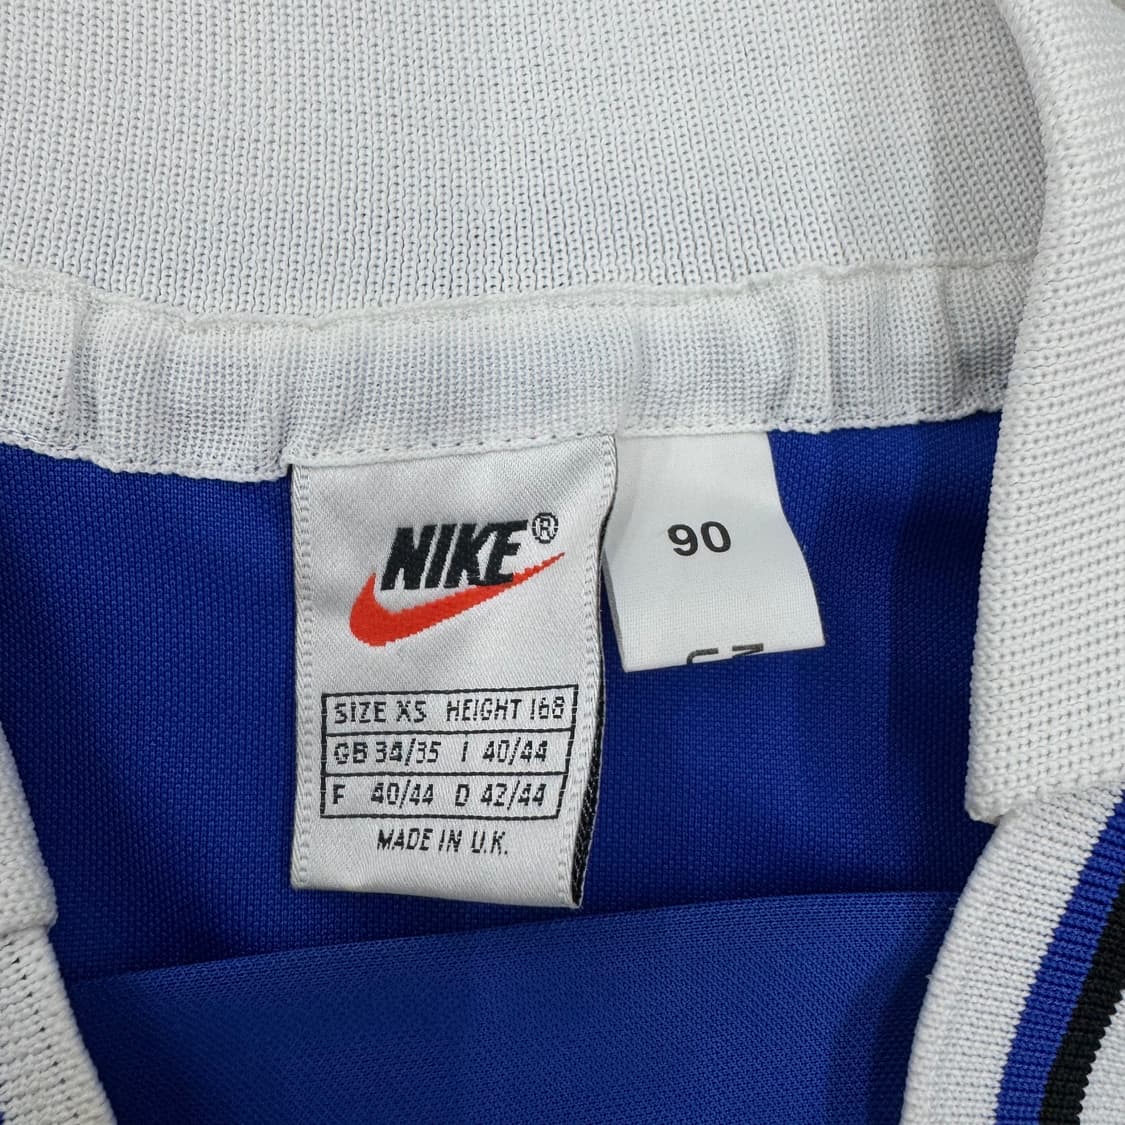 NIKE®
SIZE XS HEIGHT 168
GB 34/35 I 40/44
F 40/44 D 42/44
MADE IN U.K.
90